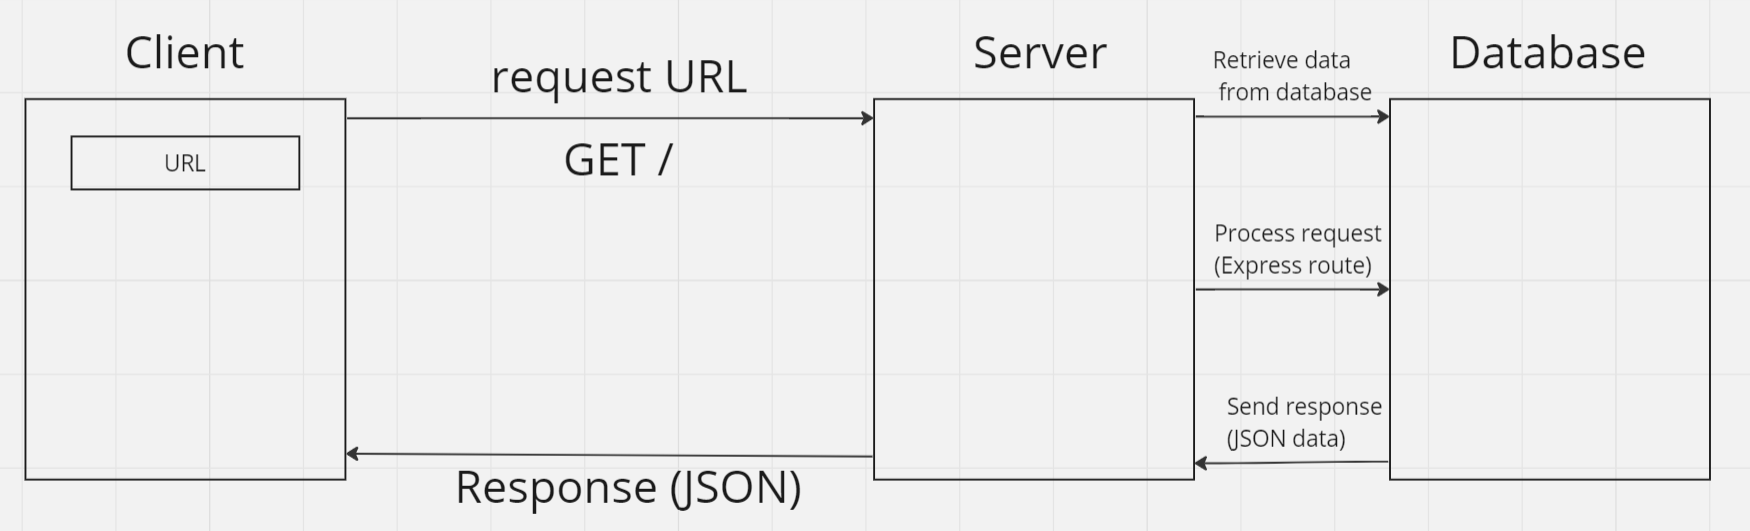 Client
URL
request URL
GET /
Response (JSON)
Server
Retrieve data
from database
Process request
(Express route)
Send response
(JSON data)
Database